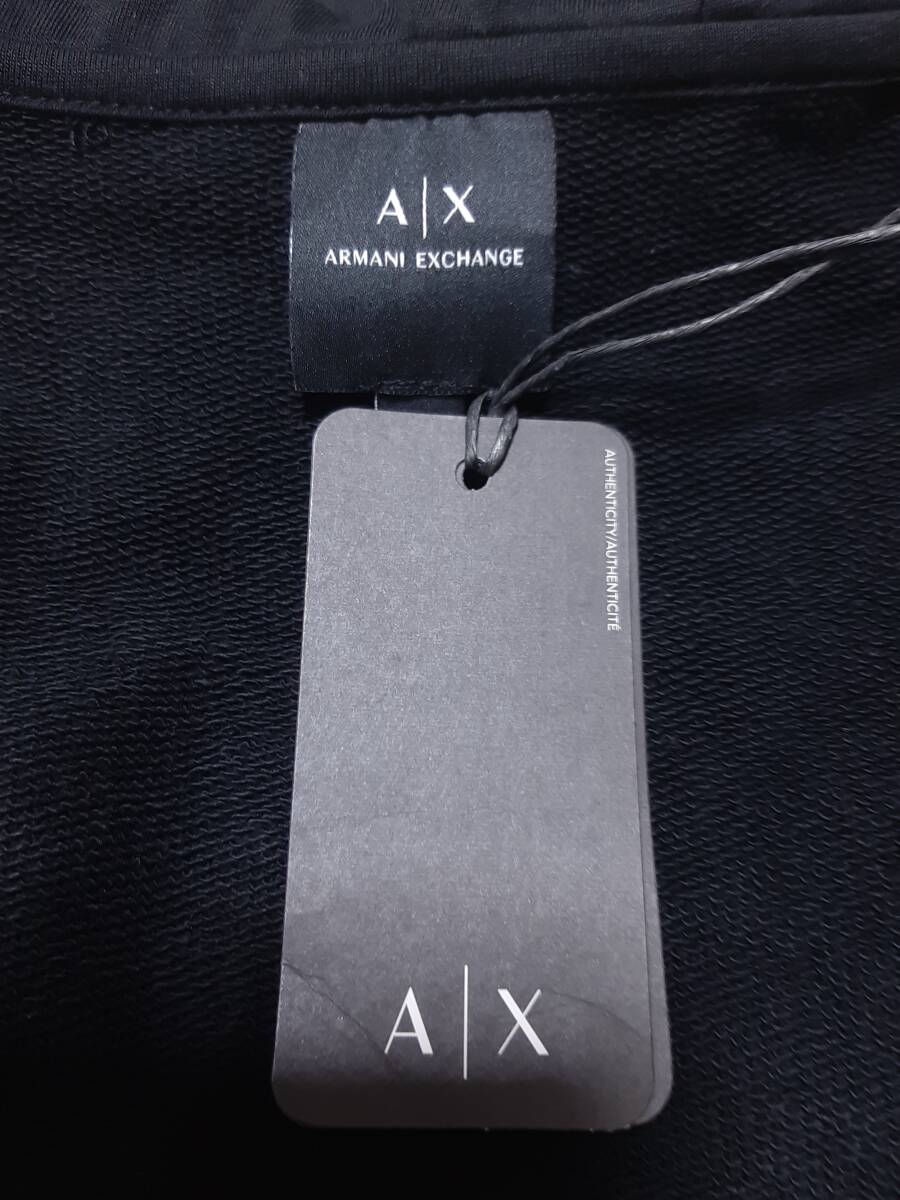 A|X
ARMANI EXCHANGE
AUTHENTICITY/AUTHENTICITÉ
A|X